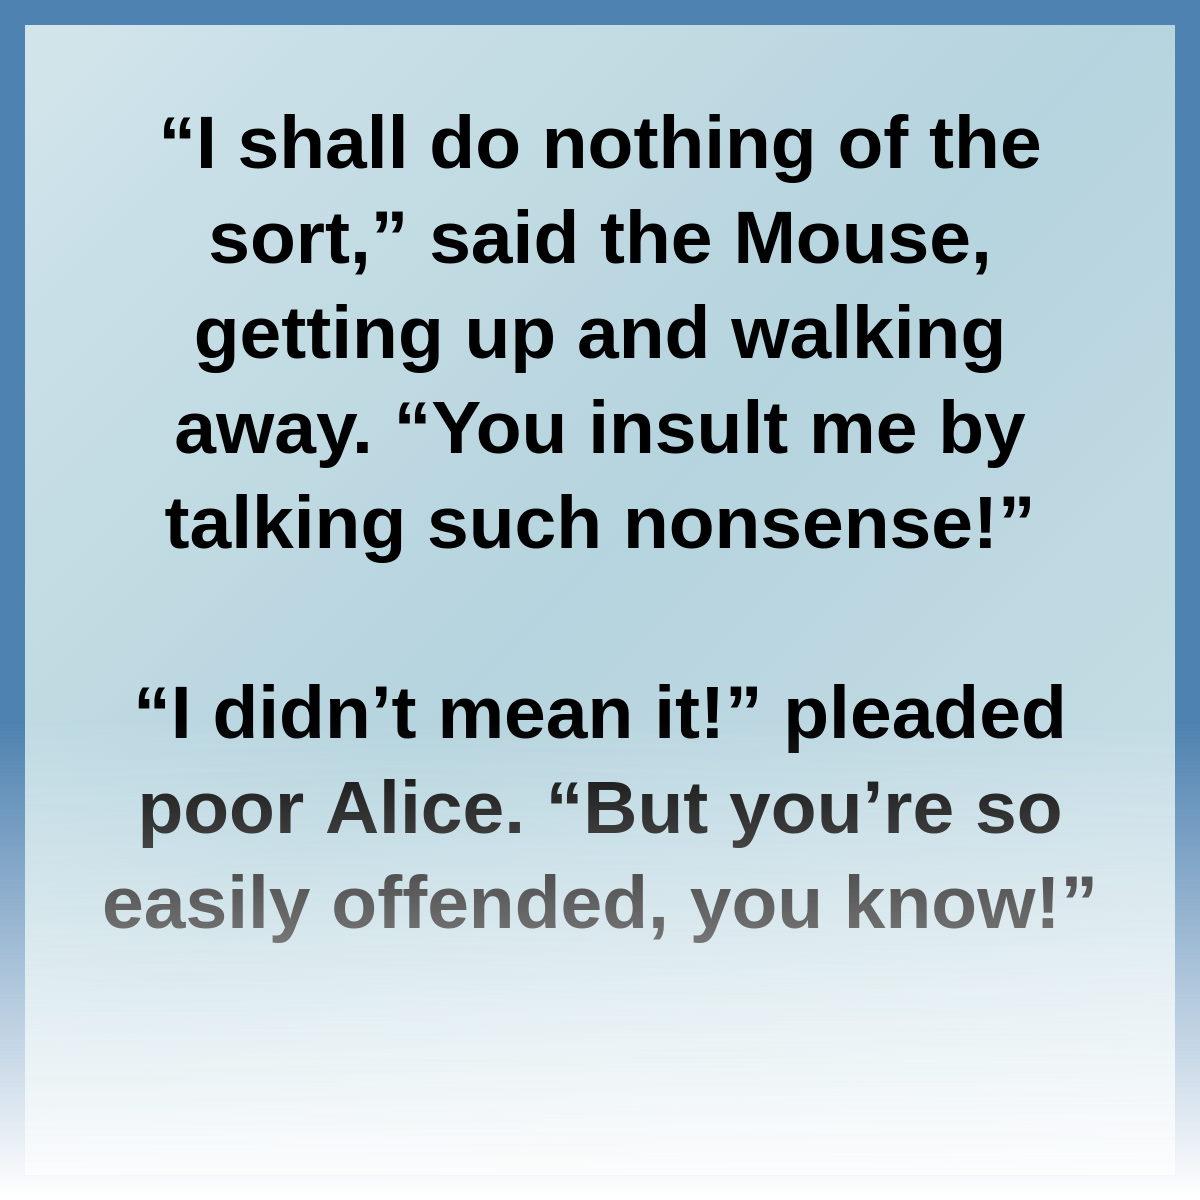 “I shall do nothing of the
sort,” said the Mouse,
getting up and walking
away. “You insult me by
talking such nonsense!”
“I didn’t mean it!” pleaded
poor Alice. “But you’re so
easily offended, you know!”